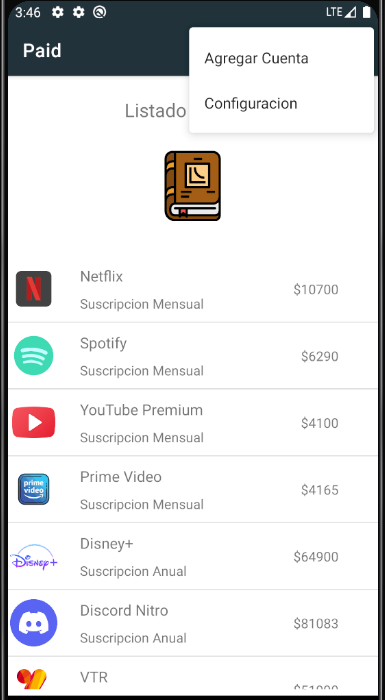 3:46
LTE
Paid
Agregar Cuenta
Configuracion
Listado
Netflix
$10700
Suscripcion Mensual
Spotify
$6290
Suscripcion Mensual
YouTube Premium
$4100
Suscripcion Mensual
prime video
Prime Video
$4165
Suscripcion Mensual
Disney+
Disney+
$64900
Suscripcion Anual
Discord Nitro
$81083
Suscripcion Anual
VTR